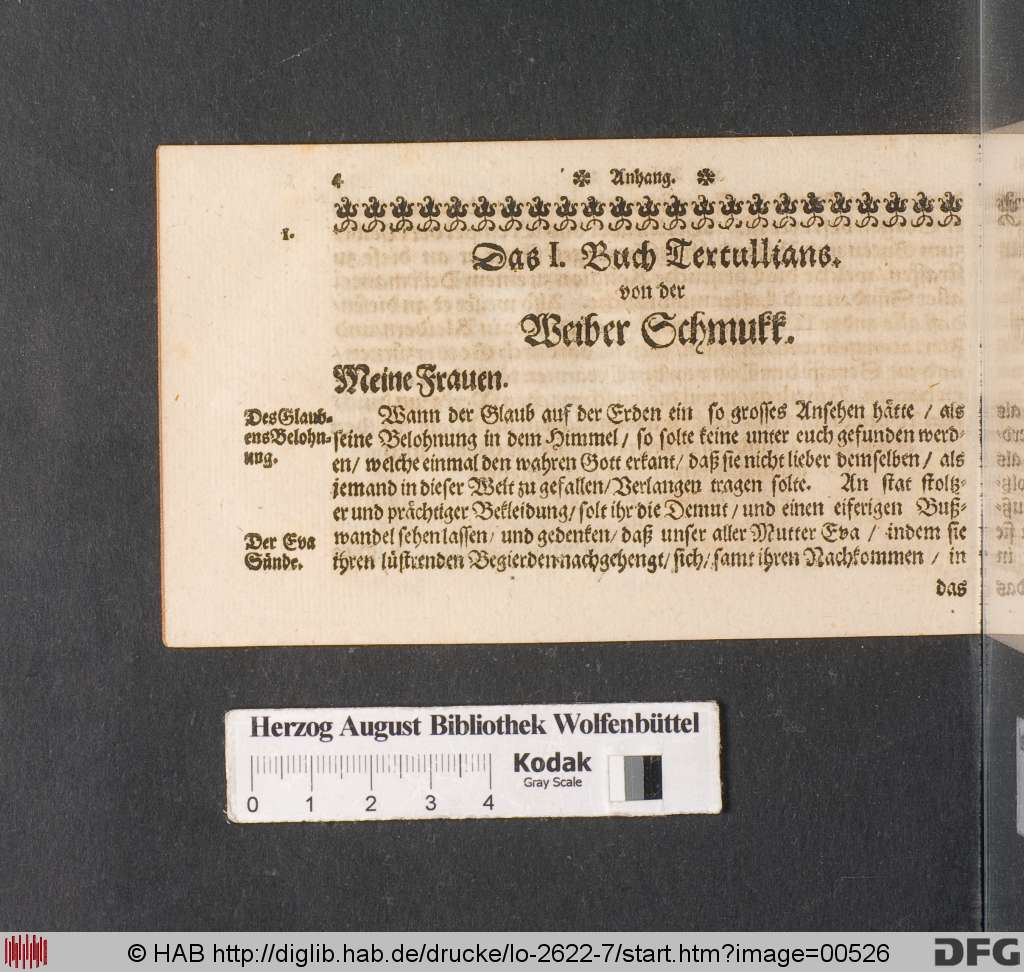 4 Anhang.
1.
Das I. Buch Tertullians.
von der
Weiber Schmukk.
Meine Frauen.
Des Glaub-
ens Belohn-
ung.
Wann der Glaub auf der Erden ein so grosses Ansehen hätte / als
seine Belohnung in dem Himmel / so solte keine unter euch gefunden werd-
en / welche einmal den wahren Gott erkant / daß sie nicht lieber demselben / als
jemand in dieser Welt zu gefallen / Verlangen tragen solte. An stat stoltz-
er und prächtiger Bekleidung / solt ihr die Demut / und einen eiferigen Buß-
wandel sehen lassen / und gedenken / daß unser aller Mutter Eva / indem sie
ihren lüstrenden Begierden nachgehengt / sich / samt ihren Nachkommen / in
Der Eva
Sünde.
das
Herzog August Bibliothek Wolfenbüttel
0 1 2 3 4
Kodak
Gray Scale
© HAB http://diglib.hab.de/drucke/lo-2622-7/start.htm?image=00526
DFG